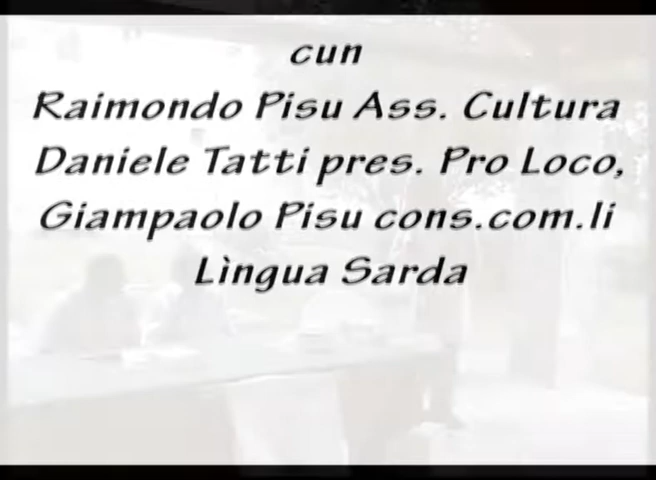 cun
Raimondo Pisu Ass. Cultura
Daniele Tatti pres. Pro Loco,
Giampaolo Pisu cons.com.li
Lìngua Sarda